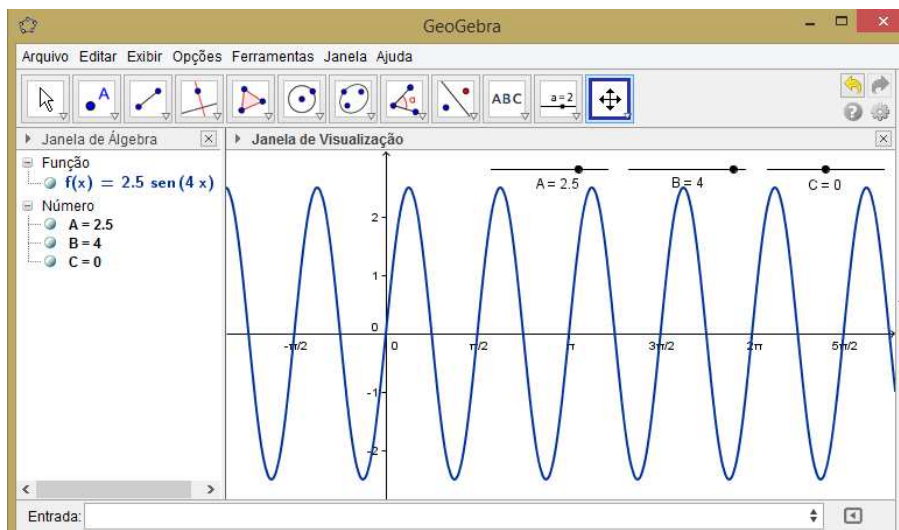 GeoGebra
Arquivo Editar Exibir Opções Ferramentas Janela Ajuda
A
α
ABC
a=2
Janela de Álgebra
Função
f(x) = 2.5 sen (4 x)
Número
A = 2.5
B = 4
C = 0
Janela de Visualização
A = 2.5
B = 4
C = 0
2
1
0
-π/2
0
π/2
π
3π/2
2π
5π/2
-1
-2
Entrada: